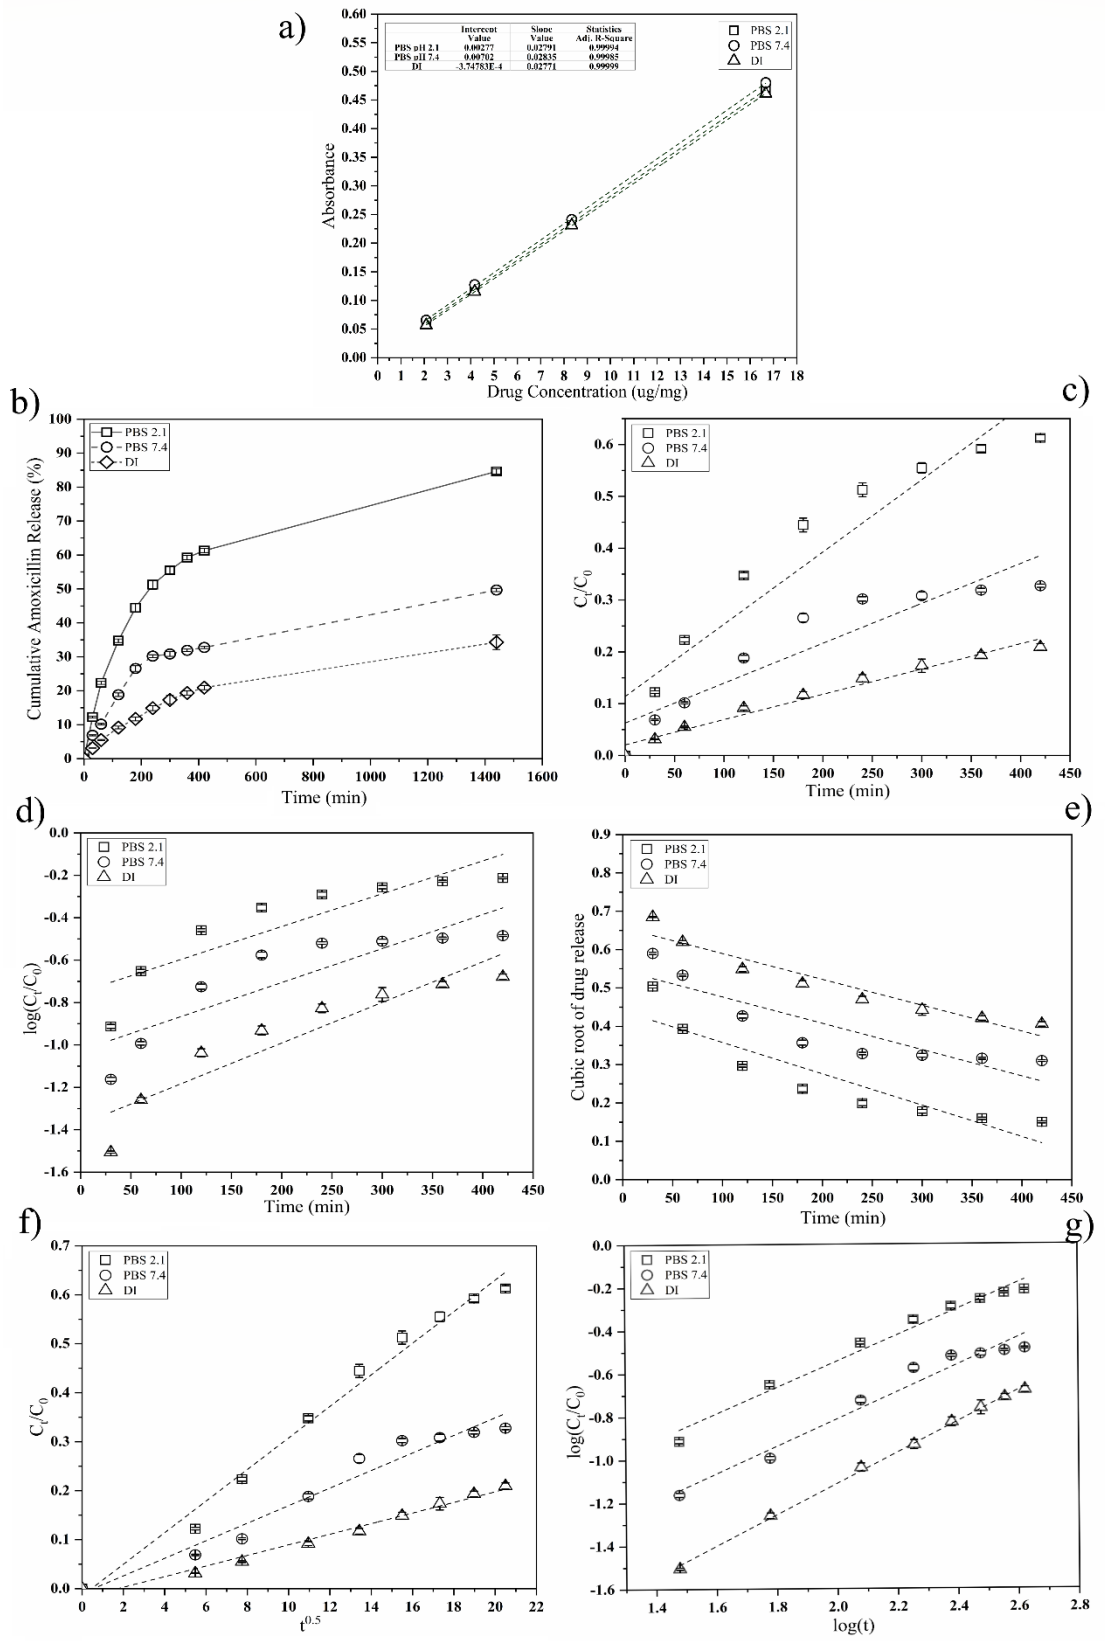 a)
Intercept Slope Statistics
Value Value Adj. R-Square
PBS pH 2.1 0.00277 0.02791 0.99994
PBS pH 7.4 0.00702 0.02835 0.99985
DI -3.74783E-4 0.02771 0.99999
PBS 2.1
PBS 7.4
DI
0.60
0.55
0.50
0.45
0.40
0.35
0.30
0.25
0.20
0.15
0.10
0.05
0.00
Absorbance
0 1 2 3 4 5 6 7 8 9 10 11 12 13 14 15 16 17 18
Drug Concentration (ug/mg)
b)
PBS 2.1
PBS 7.4
DI
100
90
80
70
60
50
40
30
20
10
0
Cumulative Amoxicillin Release (%)
0 200 400 600 800 1000 1200 1400 1600
Time (min)
c)
PBS 2.1
PBS 7.4
DI
0.6
0.5
0.4
0.3
0.2
0.1
0.0
Ct/C0
0 50 100 150 200 250 300 350 400 450
Time (min)
d)
PBS 2.1
PBS 7.4
DI
0.0
-0.2
-0.4
-0.6
-0.8
-1.0
-1.2
-1.4
-1.6
log(Ct/C0)
0 50 100 150 200 250 300 350 400 450
Time (min)
e)
PBS 2.1
PBS 7.4
DI
0.9
0.8
0.7
0.6
0.5
0.4
0.3
0.2
0.1
0.0
Cubic root of drug release
0 50 100 150 200 250 300 350 400 450
Time (min)
f)
PBS 2.1
PBS 7.4
DI
0.7
0.6
0.5
0.4
0.3
0.2
0.1
0.0
Ct/C0
0 2 4 6 8 10 12 14 16 18 20 22
t0.5
g)
PBS 2.1
PBS 7.4
DI
0.0
-0.2
-0.4
-0.6
-0.8
-1.0
-1.2
-1.4
-1.6
log(Ct/C0)
1.4 1.6 1.8 2.0 2.2 2.4 2.6 2.8
log(t)